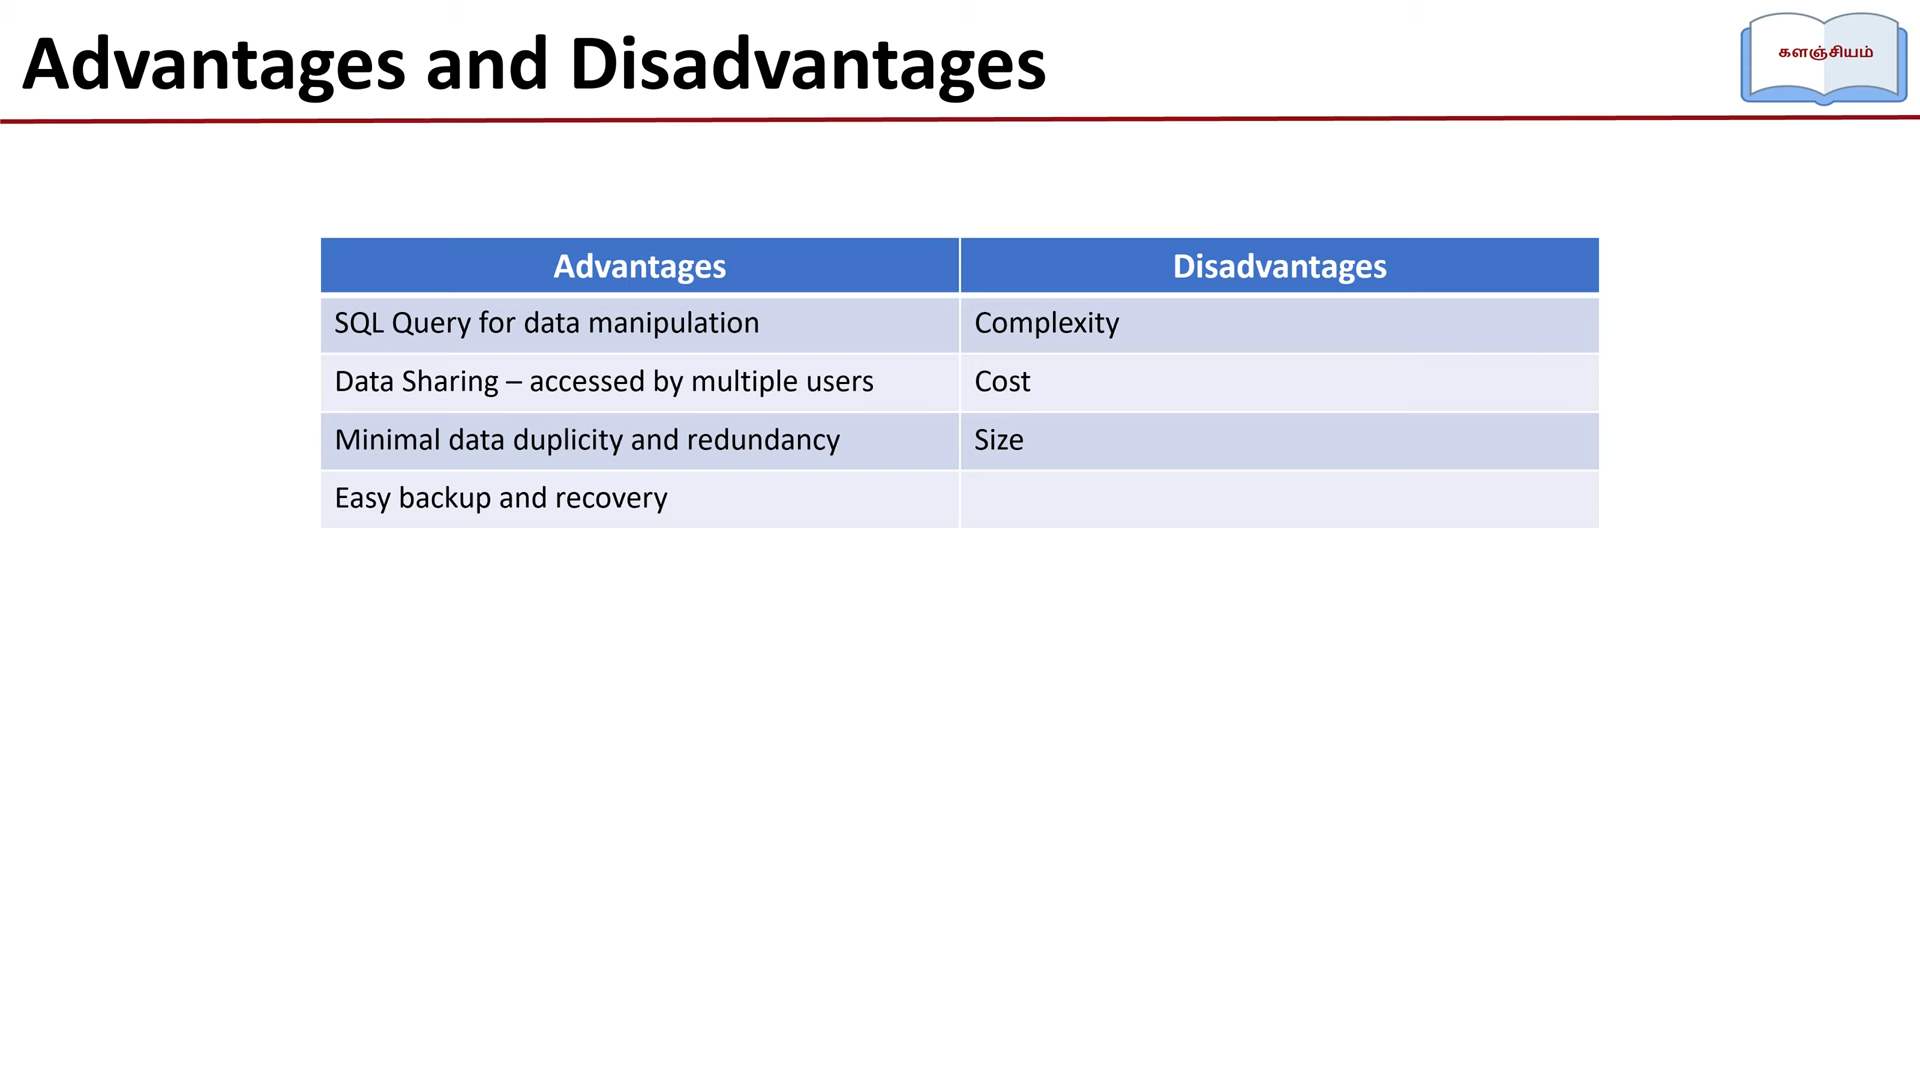 Advantages and Disadvantages
களஞ்சியம்
Advantages Disadvantages
SQL Query for data manipulation Complexity
Data Sharing – accessed by multiple users Cost
Minimal data duplicity and redundancy Size
Easy backup and recovery